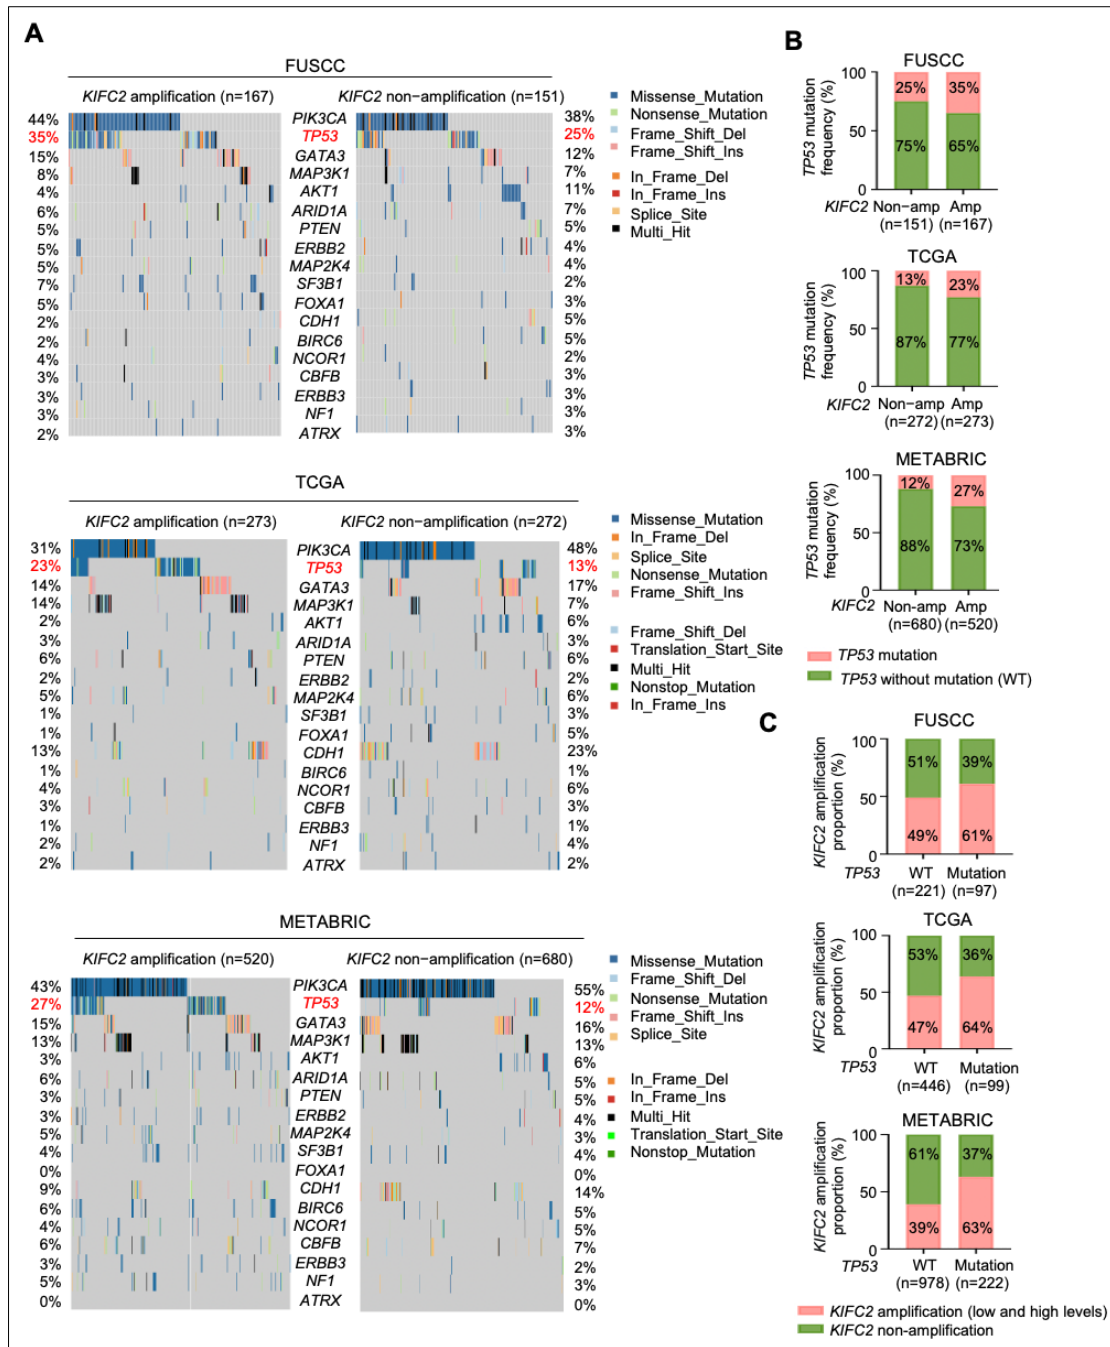 A
FUSCC
KIFC2 amplification (n=167)
KIFC2 non-amplification (n=151)
44% PIK3CA 38%
35% TP53 25%
15% GATA3 12%
8% MAP3K1 7%
4% AKT1 11%
6% ARID1A 7%
5% PTEN 5%
5% ERBB2 4%
5% MAP2K4 4%
7% SF3B1 2%
5% FOXA1 3%
2% CDH1 5%
2% BIRC6 5%
4% NCOR1 2%
3% CBFB 3%
3% ERBB3 3%
3% NF1 3%
2% ATRX 3%
Missense_Mutation
Nonsense_Mutation
Frame_Shift_Del
Frame_Shift_Ins
In_Frame_Del
In_Frame_Ins
Splice_Site
Multi_Hit
TCGA
KIFC2 amplification (n=273)
KIFC2 non-amplification (n=272)
31% PIK3CA 48%
23% TP53 13%
14% GATA3 17%
14% MAP3K1 7%
2% AKT1 6%
3% ARID1A 3%
6% PTEN 6%
2% ERBB2 2%
5% MAP2K4 6%
1% SF3B1 3%
1% FOXA1 5%
13% CDH1 23%
1% BIRC6 1%
4% NCOR1 6%
3% CBFB 3%
1% ERBB3 1%
2% NF1 4%
2% ATRX 2%
Missense_Mutation
In_Frame_Del
Splice_Site
Nonsense_Mutation
Frame_Shift_Ins
Frame_Shift_Del
Translation_Start_Site
Multi_Hit
Nonstop_Mutation
In_Frame_Ins
METABRIC
KIFC2 amplification (n=520)
KIFC2 non-amplification (n=680)
43% PIK3CA 55%
27% TP53 12%
15% GATA3 16%
13% MAP3K1 13%
3% AKT1 6%
6% ARID1A 5%
3% PTEN 5%
3% ERBB2 4%
5% MAP2K4 3%
4% SF3B1 4%
0% FOXA1 0%
9% CDH1 14%
6% BIRC6 5%
4% NCOR1 5%
6% CBFB 7%
3% ERBB3 2%
5% NF1 3%
0% ATRX 0%
Missense_Mutation
Frame_Shift_Del
Nonsense_Mutation
Frame_Shift_Ins
Splice_Site
In_Frame_Del
In_Frame_Ins
Multi_Hit
Translation_Start_Site
Nonstop_Mutation
B
FUSCC
TP53 mutation
frequency (%)
100
50
0
25% 35%
75% 65%
KIFC2 Non-amp Amp
(n=151) (n=167)
TCGA
TP53 mutation
frequency (%)
100
50
0
13% 23%
87% 77%
KIFC2 Non-amp Amp
(n=272) (n=273)
METABRIC
TP53 mutation
frequency (%)
100
50
0
12% 27%
88% 73%
KIFC2 Non-amp Amp
(n=680) (n=520)
TP53 mutation
TP53 without mutation (WT)
C
FUSCC
KIFC2 amplification
proportion (%)
100
50
0
51% 39%
49% 61%
TP53 WT Mutation
(n=221) (n=97)
TCGA
KIFC2 amplification
proportion (%)
100
50
0
53% 36%
47% 64%
TP53 WT Mutation
(n=446) (n=99)
METABRIC
KIFC2 amplification
proportion (%)
100
50
0
61% 37%
39% 63%
TP53 WT Mutation
(n=978) (n=222)
KIFC2 amplification (low and high levels)
KIFC2 non-amplification